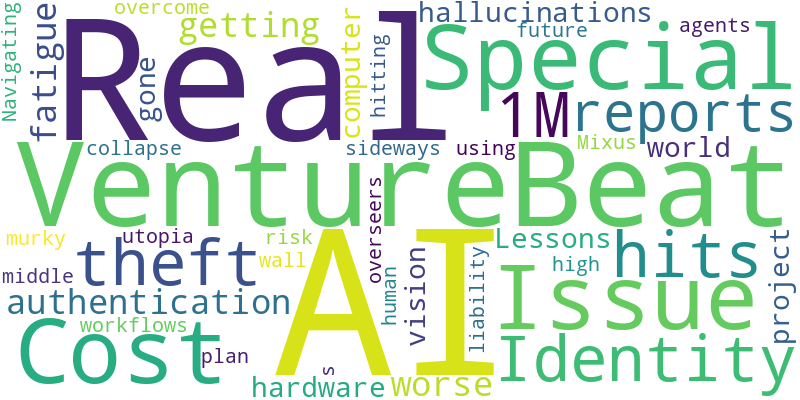 Navigating
fatigue
overcome
getting
gone
Real
computer
hitting
hallucinations
future
agents
Special
1M
reports
collapse
sideways
using
Mixus
world
VentureBeat
murky
utopia
theft
risk
wall
middle
authentication
workflows
Cost
plan
hardware
s
AI
overseers
human
worse
vision
liability
Lessons
high
hits
Issue
Identity
project